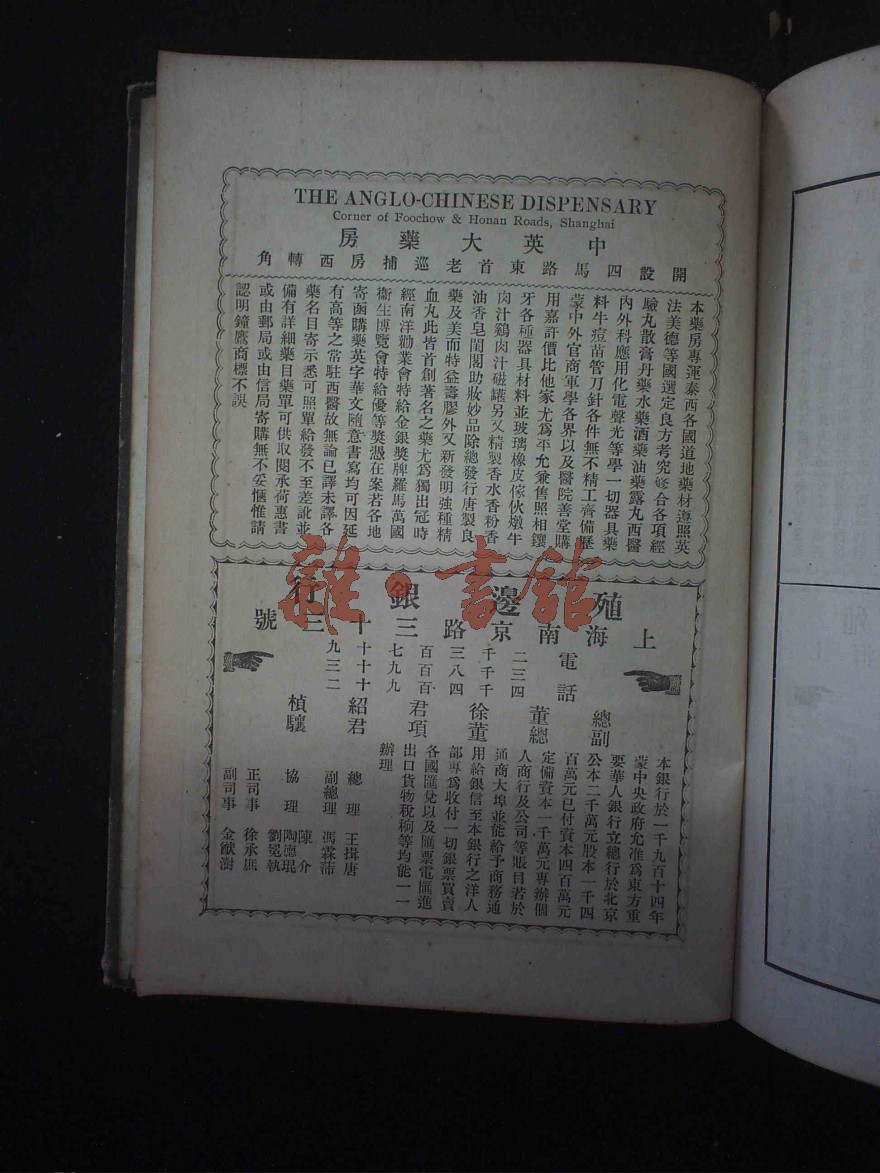 THE ANGLO-CHINESE DISPENSARY
Corner of Foochow & Honan Roads, Shanghai
中英大藥房
開設四馬路東首老巡捕房西轉角
本藥房專運泰西各國道地藥材遵照英
法美德等國選定良方考究修合各項經
驗丸散膏丹藥水藥酒藥油藥露丸西醫
內外科應用化電聲光等學一切器具藥
料牛痘苗管刀針各件無不精工齊備歷
蒙中外官商軍學各界以及醫院善堂購
用嘉許價比他家尤爲平允兼售照相鑲
牙各種器具材料並玻璃橡皮傢伙燉牛
肉汁鷄肉汁磁罐另又精製香水香粉香
油香皂閨閣助妝妙品除總發行唐製良
藥及美而特益壽膠外又新發明強種精
血丸此皆首創著名之藥尤爲獨出冠時
經南洋勸業會特給金銀獎牌羅馬萬國
衞生博覽會特給優等獎憑在案若各地
寄函購藥英字華文隨意書寫均可因延
有高等之常駐西醫故無論已譯未譯各
藥名目寄示悉可照單給發不至差訛並
備有詳細藥目藥單可供取閱承荷惠書
或由郵局或由信局寄購無不妥愜惟請
認明鐘鷹商標不誤
殖邊銀行
上海南京路三十三號
電話
二千三百七十九
三千八百九十三
四千四百九十二
本銀行於一千九百十四年
蒙中央政府允准爲東方重
要華人銀行立總行於北京
公本二千萬元股本一千四
百萬元已付資本四百萬元
定備資本一千萬元專辦個
人商行及公司等賬目若於
通商大埠並能給予商務通
用給銀信至本銀行之洋人
部專爲收付一切銀票買賣
各國匯兌以及匯票電匯進
出口貨物稅餉等均能一一
辦理
總董徐紹楨
副總董項君驤
總理 王揖唐
副總理 馮霖沛
協理 陳介
陶德琨
劉冕執
正司事 徐承庶
副司事 金猷澍
雜·書館